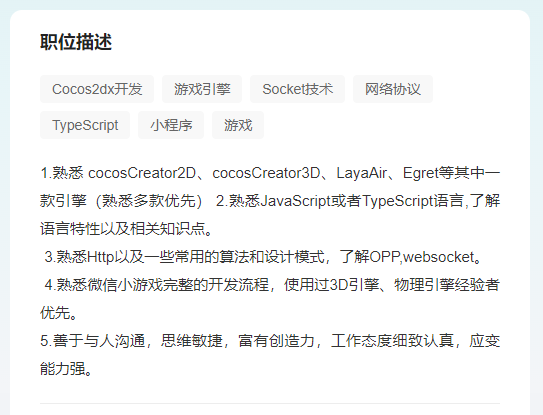 职位描述
Cocos2dx开发 游戏引擎 Socket技术 网络协议
TypeScript 小程序 游戏
1.熟悉 cocosCreator2D、cocosCreator3D、LayaAir、Egret等其中一
款引擎（熟悉多款优先） 2.熟悉JavaScript或者TypeScript语言,了解
语言特性以及相关知识点。
3.熟悉Http以及一些常用的算法和设计模式，了解OPP,websocket。
4.熟悉微信小游戏完整的开发流程，使用过3D引擎、物理引擎经验者
优先。
5.善于与人沟通，思维敏捷，富有创造力，工作态度细致认真，应变
能力强。